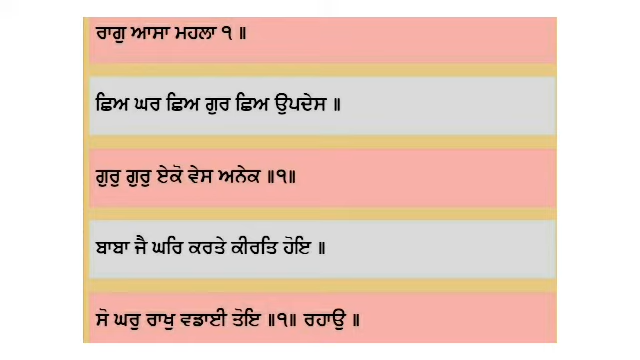 ਰਾਗੁ ਆਸਾ ਮਹਲਾ ੧ ॥
ਛਿਅ ਘਰ ਛਿਅ ਗੁਰ ਛਿਅ ਉਪਦੇਸ ॥
ਗੁਰੁ ਗੁਰੁ ਏਕੋ ਵੇਸ ਅਨੇਕ ॥੧॥
ਬਾਬਾ ਜੈ ਘਰਿ ਕਰਤੇ ਕੀਰਤਿ ਹੋਇ ॥
ਸੋ ਘਰੁ ਰਾਖੁ ਵਡਾਈ ਤੋਇ ॥੧॥ ਰਹਾਉ ॥